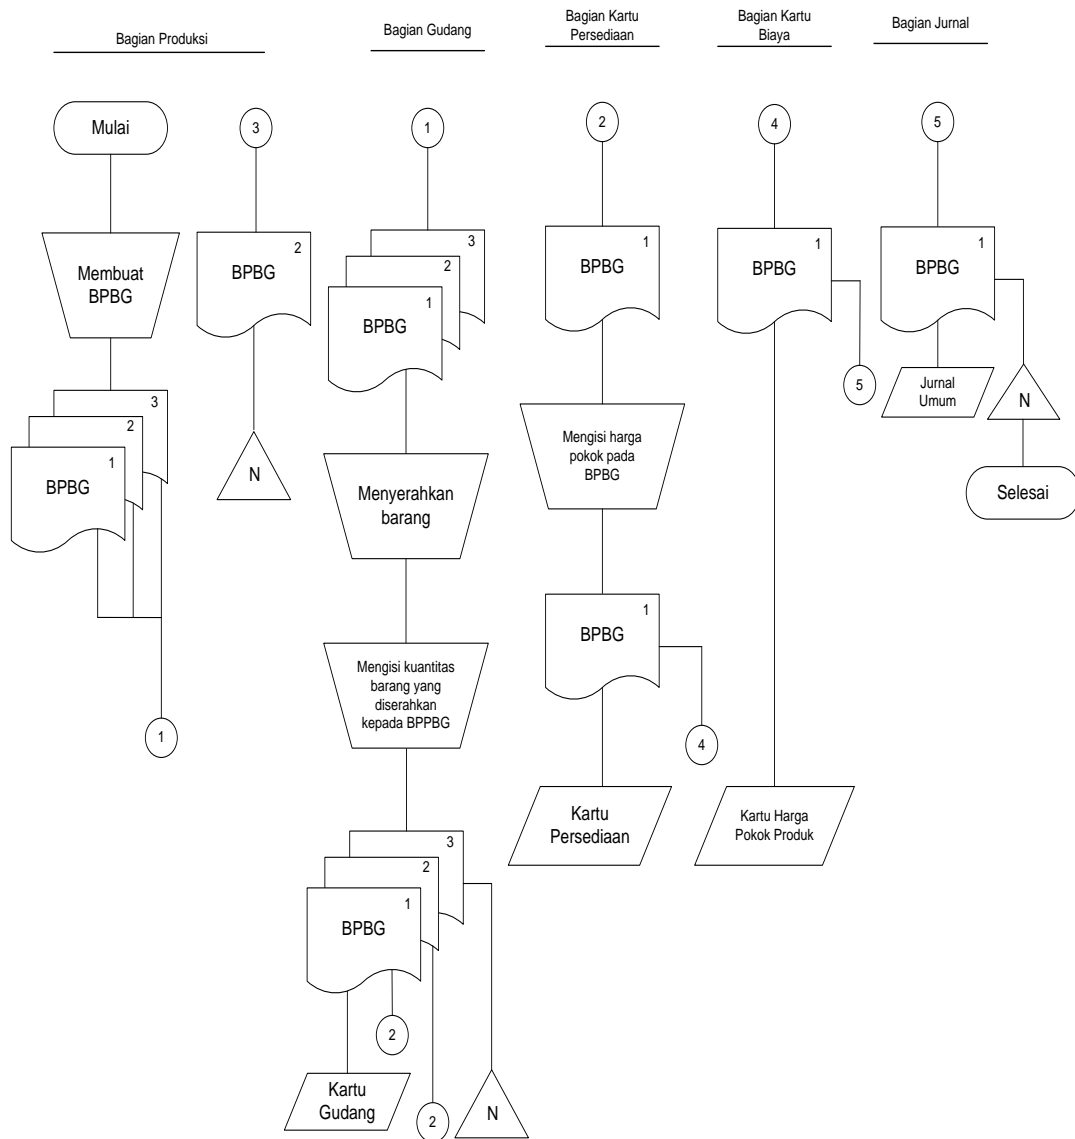 Bagian Produksi
Mulai
Membuat
BPBG
3
2
1
BPBG
1
3
2
BPBG
N
Bagian Gudang
1
3
2
1
BPBG
Menyerahkan
barang
Mengisi kuantitas
barang yang
diserahkan
kepada BPPBG
3
2
1
BPBG
2
Kartu
Gudang
2
N
Bagian Kartu
Persediaan
2
1
BPBG
Mengisi harga
pokok pada
BPBG
1
BPBG
4
Kartu
Persediaan
Bagian Kartu
Biaya
4
1
BPBG
5
Kartu Harga
Pokok Produk
Bagian Jurnal
5
1
BPBG
Jurnal
Umum
N
Selesai